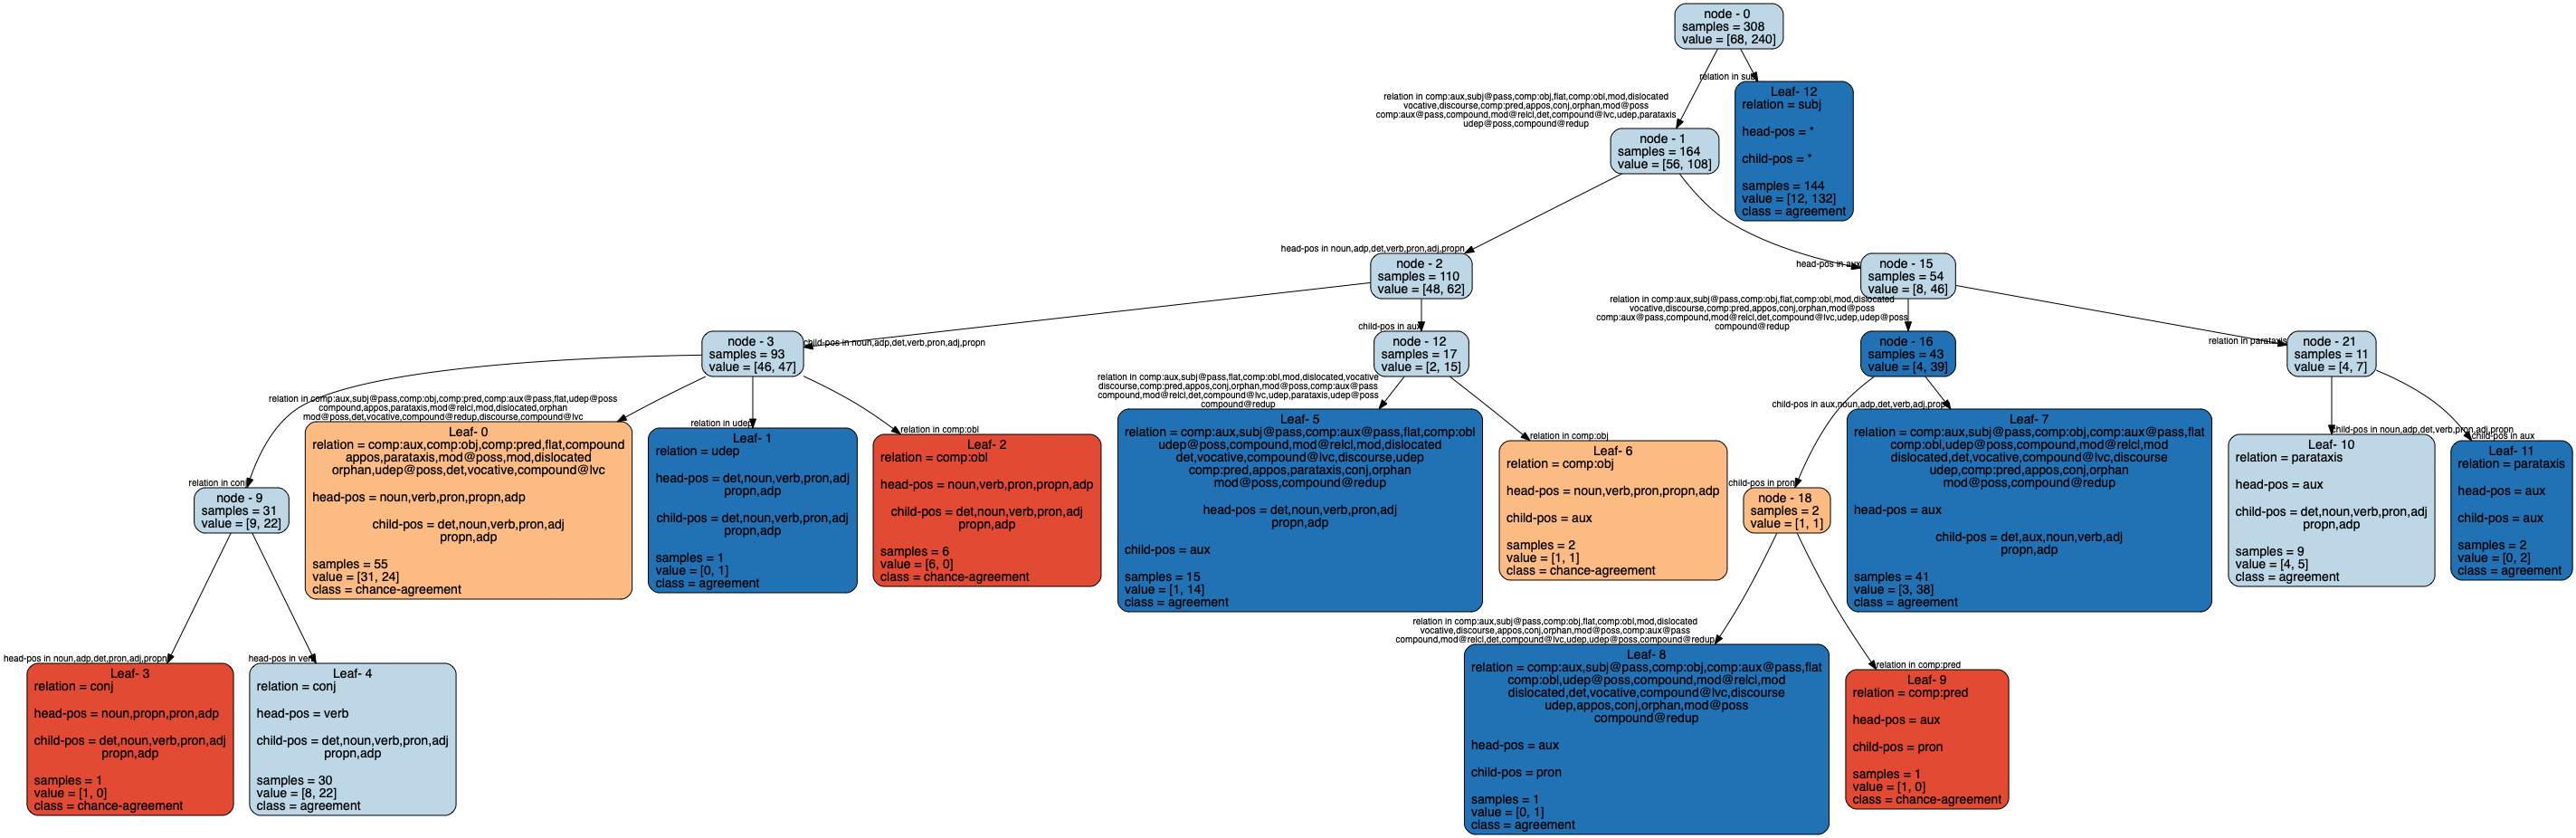 node - 0
samples = 308
value = [68, 240]
relation in subj
Leaf- 12
relation = subj
head-pos = *
child-pos = *
samples = 144
value = [12, 132]
class = agreement
relation in comp:aux,subj@pass,comp:obj,flat,comp:obl,mod,dislocated
vocative,discourse,comp:pred,appos,conj,orphan,mod@poss
comp:aux@pass,compound,mod@relcl,det,compound@lvc,udep,parataxis
udep@poss,compound@redup
node - 1
samples = 164
value = [56, 108]
head-pos in noun,adp,det,verb,pron,adj,propn
node - 2
samples = 110
value = [48, 62]
head-pos in aux
node - 15
samples = 54
value = [8, 46]
child-pos in noun,adp,det,verb,pron,adj,propn
node - 3
samples = 93
value = [46, 47]
child-pos in aux
node - 12
samples = 17
value = [2, 15]
relation in comp:aux,subj@pass,comp:obj,flat,comp:obl,mod,dislocated
vocative,discourse,comp:pred,appos,conj,orphan,mod@poss
comp:aux@pass,compound,mod@relcl,det,compound@lvc,udep,udep@poss
compound@redup
node - 16
samples = 43
value = [4, 39]
relation in parataxis
node - 21
samples = 11
value = [4, 7]
relation in conj
node - 9
samples = 31
value = [9, 22]
relation in comp:aux,subj@pass,comp:obj,comp:pred,comp:aux@pass,flat,udep@poss
compound,appos,parataxis,mod@relcl,mod,dislocated,orphan
mod@poss,det,vocative,compound@redup,discourse,compound@lvc
Leaf- 0
relation = comp:aux,comp:obj,comp:pred,flat,compound
appos,parataxis,mod@poss,mod,dislocated
orphan,udep@poss,det,vocative,compound@lvc
head-pos = noun,verb,pron,propn,adp
child-pos = det,noun,verb,pron,adj
propn,adp
samples = 55
value = [31, 24]
class = chance-agreement
relation in udep
Leaf- 1
relation = udep
head-pos = det,noun,verb,pron,adj
propn,adp
child-pos = det,noun,verb,pron,adj
propn,adp
samples = 1
value = [0, 1]
class = agreement
relation in comp:obl
Leaf- 2
relation = comp:obl
head-pos = noun,verb,pron,propn,adp
child-pos = det,noun,verb,pron,adj
propn,adp
samples = 6
value = [6, 0]
class = chance-agreement
relation in comp:aux,subj@pass,flat,comp:obl,mod,dislocated,vocative
discourse,comp:pred,appos,conj,orphan,mod@poss,comp:aux@pass
compound,mod@relcl,det,compound@lvc,udep,parataxis,udep@poss
compound@redup
Leaf- 5
relation = comp:aux,subj@pass,comp:aux@pass,flat,comp:obl
udep@poss,compound,mod@relcl,mod,dislocated
det,vocative,compound@lvc,discourse,udep
comp:pred,appos,parataxis,conj,orphan
mod@poss,compound@redup
head-pos = det,noun,verb,pron,adj
propn,adp
child-pos = aux
samples = 15
value = [1, 14]
class = agreement
relation in comp:obj
Leaf- 6
relation = comp:obj
head-pos = noun,verb,pron,propn,adp
child-pos = aux
samples = 2
value = [1, 1]
class = chance-agreement
child-pos in pron
node - 18
samples = 2
value = [1, 1]
child-pos in aux,noun,adp,det,verb,adj,propn
Leaf- 7
relation = comp:aux,subj@pass,comp:obj,comp:aux@pass,flat
comp:obl,udep@poss,compound,mod@relcl,mod
dislocated,det,vocative,compound@lvc,discourse
udep,comp:pred,appos,conj,orphan
mod@poss,compound@redup
head-pos = aux
child-pos = det,aux,noun,verb,adj
propn,adp
samples = 41
value = [3, 38]
class = agreement
child-pos in noun,adp,det,verb,pron,adj,propn
Leaf- 10
relation = parataxis
head-pos = aux
child-pos = det,noun,verb,pron,adj
propn,adp
samples = 9
value = [4, 5]
class = agreement
child-pos in aux
Leaf- 11
relation = parataxis
head-pos = aux
child-pos = aux
samples = 2
value = [0, 2]
class = agreement
head-pos in noun,adp,det,pron,adj,propn
Leaf- 3
relation = conj
head-pos = noun,propn,pron,adp
child-pos = det,noun,verb,pron,adj
propn,adp
samples = 1
value = [1, 0]
class = chance-agreement
head-pos in verb
Leaf- 4
relation = conj
head-pos = verb
child-pos = det,noun,verb,pron,adj
propn,adp
samples = 30
value = [8, 22]
class = agreement
relation in comp:aux,subj@pass,comp:obj,flat,comp:obl,mod,dislocated
vocative,discourse,appos,conj,orphan,mod@poss,comp:aux@pass
compound,mod@relcl,det,compound@lvc,udep,udep@poss,compound@redup
Leaf- 8
relation = comp:aux,subj@pass,comp:obj,comp:aux@pass,flat
comp:obl,udep@poss,compound,mod@relcl,mod
dislocated,det,vocative,compound@lvc,discourse
udep,appos,conj,orphan,mod@poss
compound@redup
head-pos = aux
child-pos = pron
samples = 1
value = [0, 1]
class = agreement
relation in comp:pred
Leaf- 9
relation = comp:pred
head-pos = aux
child-pos = pron
samples = 1
value = [1, 0]
class = chance-agreement